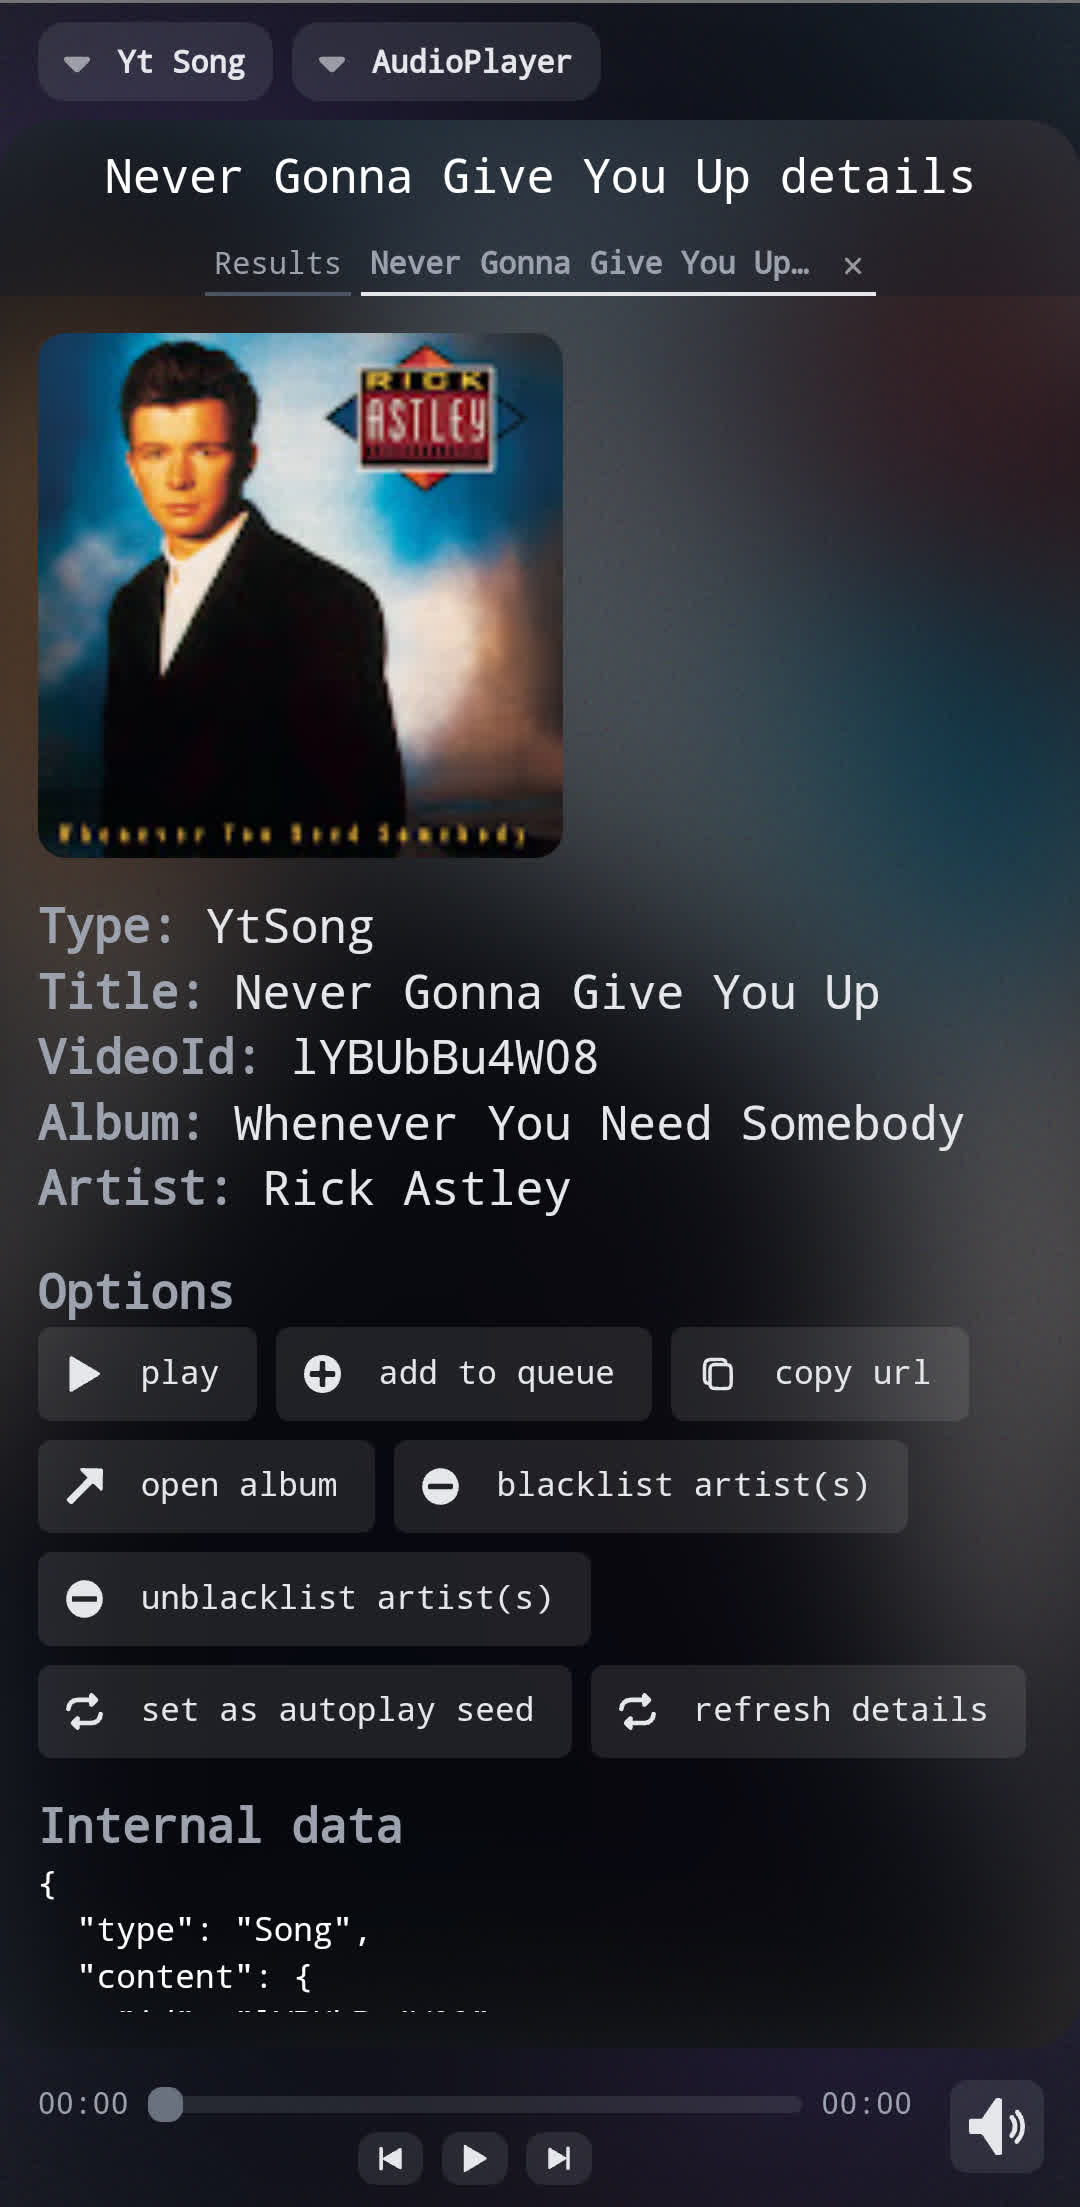 Yt Song
AudioPlayer
Never Gonna Give You Up details
Results
Never Gonna Give You Up…
RICK
ASTLEY
Whenever You Need Somebody
Type: YtSong
Title: Never Gonna Give You Up
VideoId: lYBUbBu4W08
Album: Whenever You Need Somebody
Artist: Rick Astley
Options
play
add to queue
copy url
open album
blacklist artist(s)
unblacklist artist(s)
set as autoplay seed
refresh details
Internal data
{
"type": "Song",
"content": {
00:00
00:00